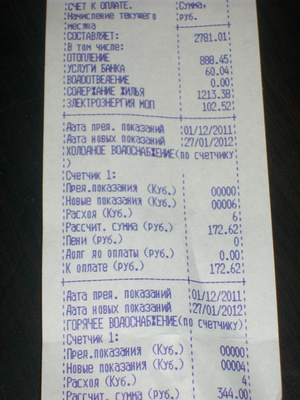 СЧЕТ К ОПЛАТЕ. Сумма,
Начисление текущего руб.
месяца
СОСТАВЛЯЕТ: 2781.01
В том числе:
ОТОПЛЕНИЕ 888.45
УСЛУГИ БАНКА 60.04
ВОДООТВЕДЕНИЕ 0.00
СОДЕРЖАНИЕ ЖИЛЬЯ 1213.38
ЭЛЕКТРОЭНЕРГИЯ МОП 102.52
Дата пред. показаний 01/12/2011
Дата новых показаний 27/01/2012
ХОЛОДНОЕ ВОДОСНАБЖЕНИЕ(по счетчику
)
Счетчик 1:
Пред.показания (Куб.) 00000
Новые показания (Куб.) 00006
Расход (Куб.) 6
Рассчит. сумма (руб.) 172.62
Пени (руб.) 0
Долг до оплаты (руб.) 0.00
К оплате (руб.) 172.62
Дата пред. показаний 01/12/2011
Дата новых показаний 27/01/2012
ГОРЯЧЕЕ ВОДОСНАБЖЕНИЕ(по счетчику)
Счетчик 1:
Пред.показания (Куб.) 00000
Новые показания (Куб.) 00004
Расход (Куб.) 4
Рассчит. сумма (руб.) 344.00